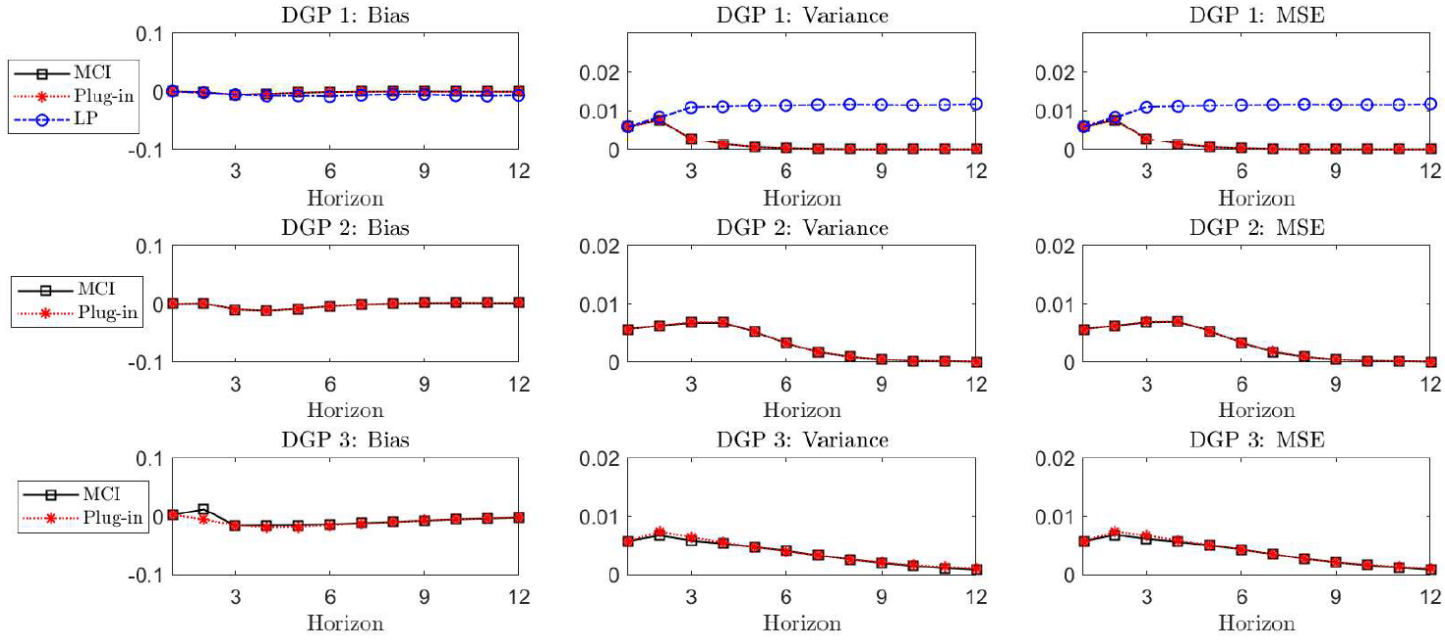 DGP 1: Bias
DGP 1: Variance
DGP 1: MSE
0.1
0
-0.1
MCI
Plug-in
LP
3 6 9 12
Horizon
0.02
0.01
0
3 6 9 12
Horizon
0.02
0.01
0
3 6 9 12
Horizon
DGP 2: Bias
DGP 2: Variance
DGP 2: MSE
0.1
0
-0.1
MCI
Plug-in
3 6 9 12
Horizon
0.02
0.01
0
3 6 9 12
Horizon
0.02
0.01
0
3 6 9 12
Horizon
DGP 3: Bias
DGP 3: Variance
DGP 3: MSE
0.1
0
-0.1
MCI
Plug-in
3 6 9 12
Horizon
0.02
0.01
0
3 6 9 12
Horizon
0.02
0.01
0
3 6 9 12
Horizon